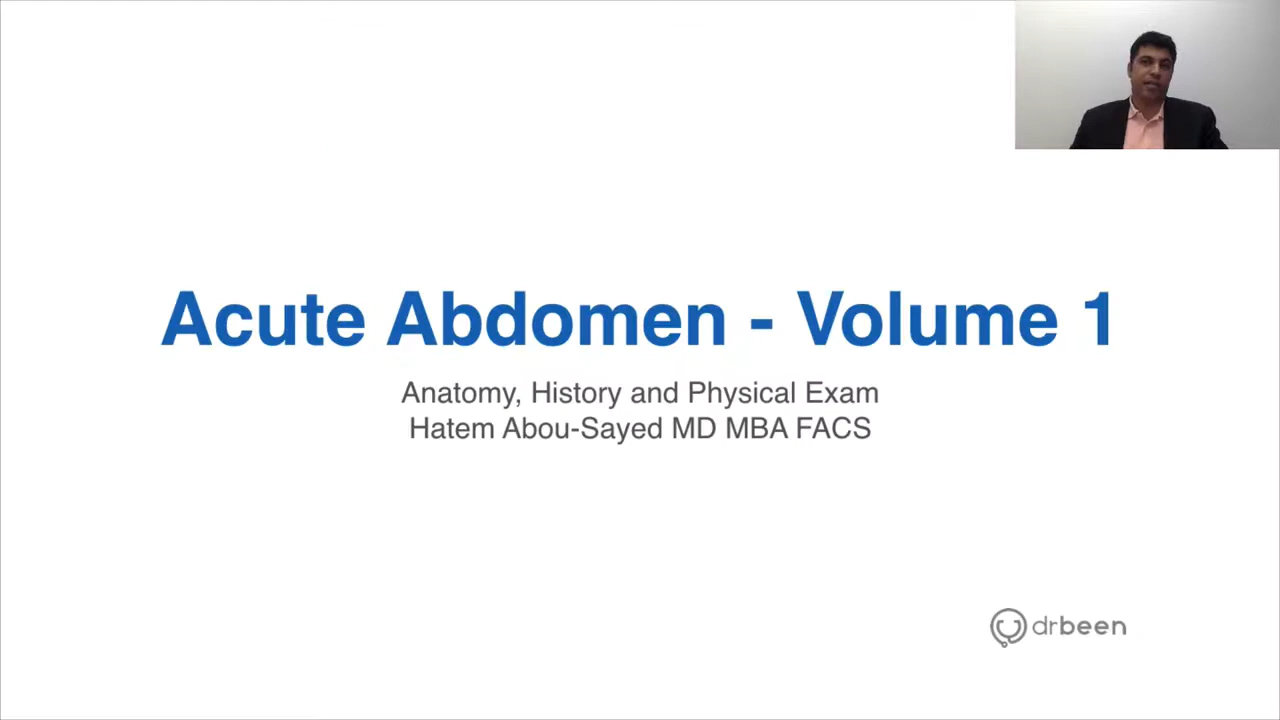 Acute Abdomen - Volume 1
Anatomy, History and Physical Exam
Hatem Abou-Sayed MD MBA FACS
drbeen